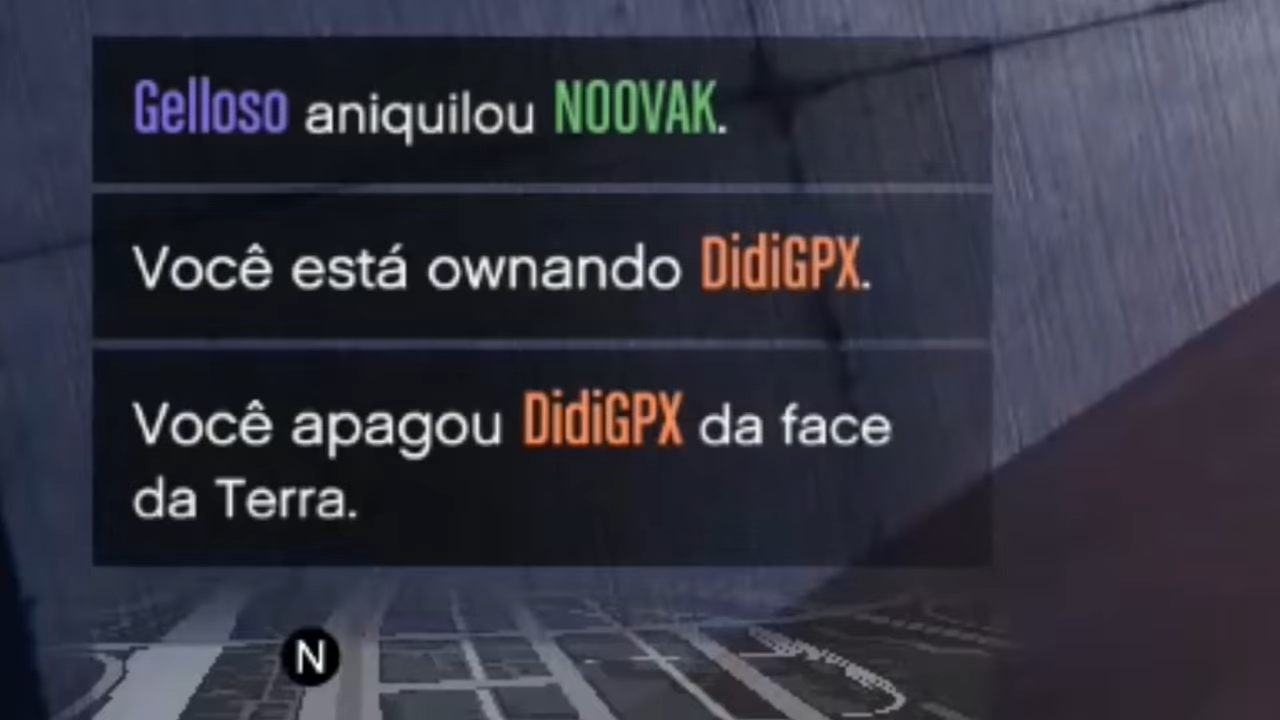 Gelloso aniquilou NOOVAK.
Você está ownando DidiGPX.
Você apagou DidiGPX da face
da Terra.
N